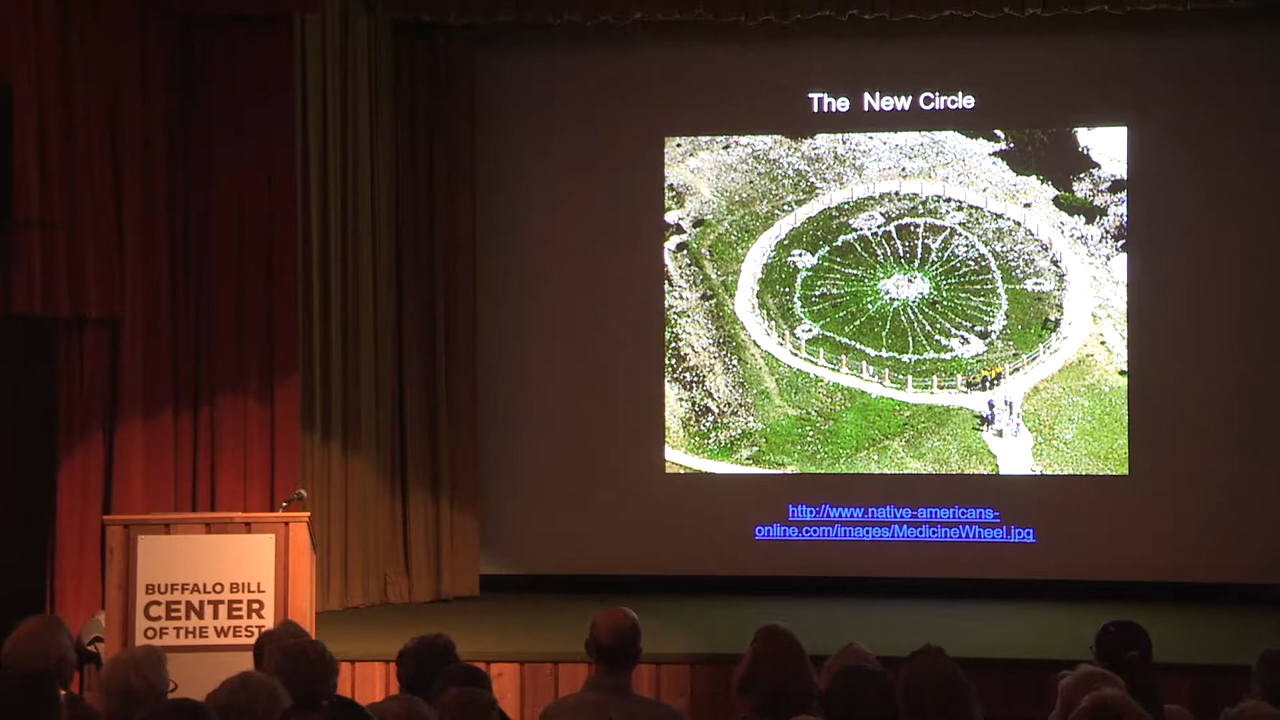 The New Circle
http://www.native-americans-
online.com/images/MedicineWheel.jpg
BUFFALO BILL
CENTER
OF THE WEST